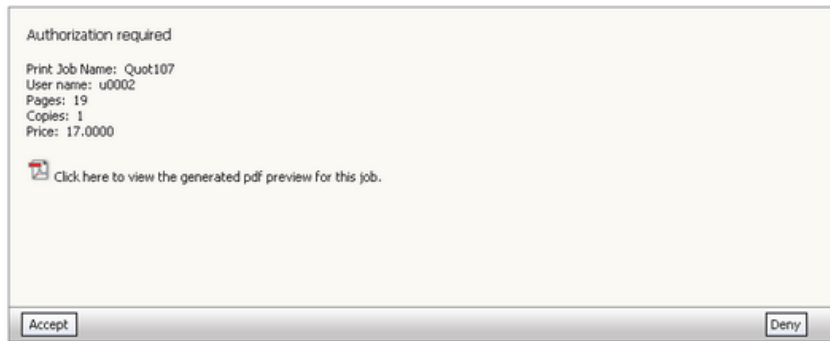 Authorization required
Print Job Name: Quot107
User name: u0002
Pages: 19
Copies: 1
Price: 17.0000
Click here to view the generated pdf preview for this job.
Accept
Deny